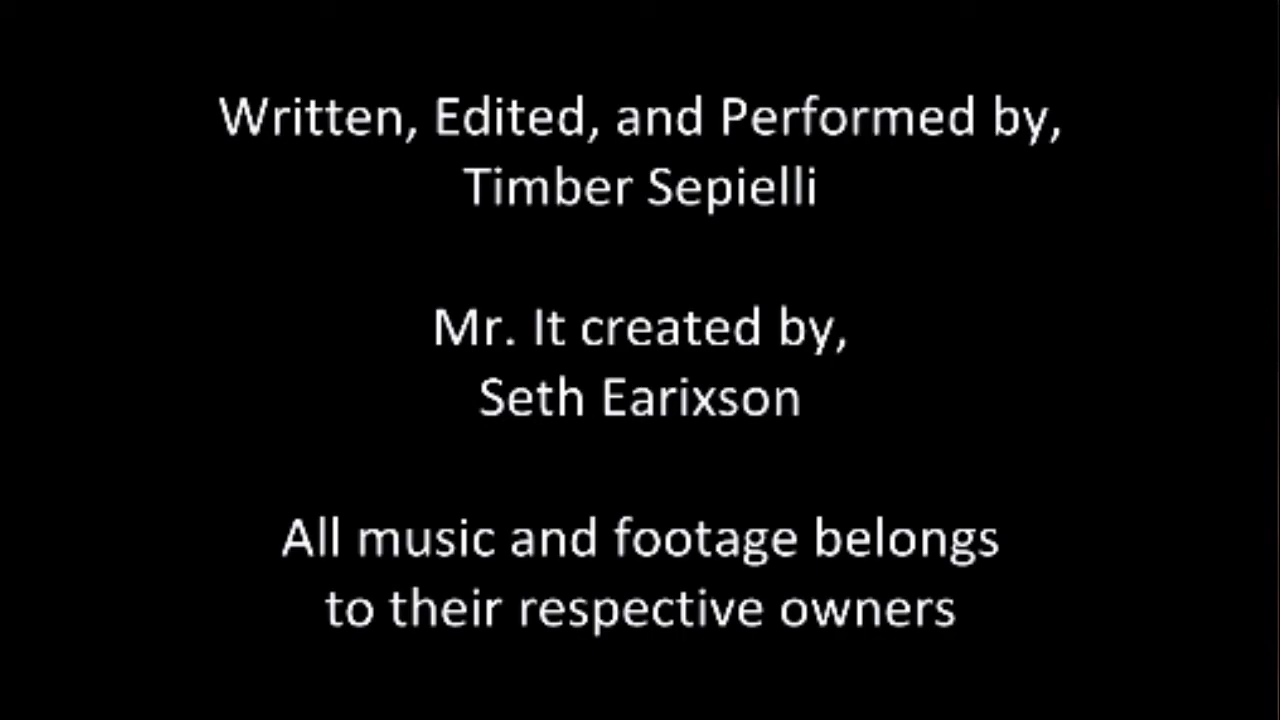 Written, Edited, and Performed by,
Timber Sepielli
Mr. It created by,
Seth Earixson
All music and footage belongs
to their respective owners